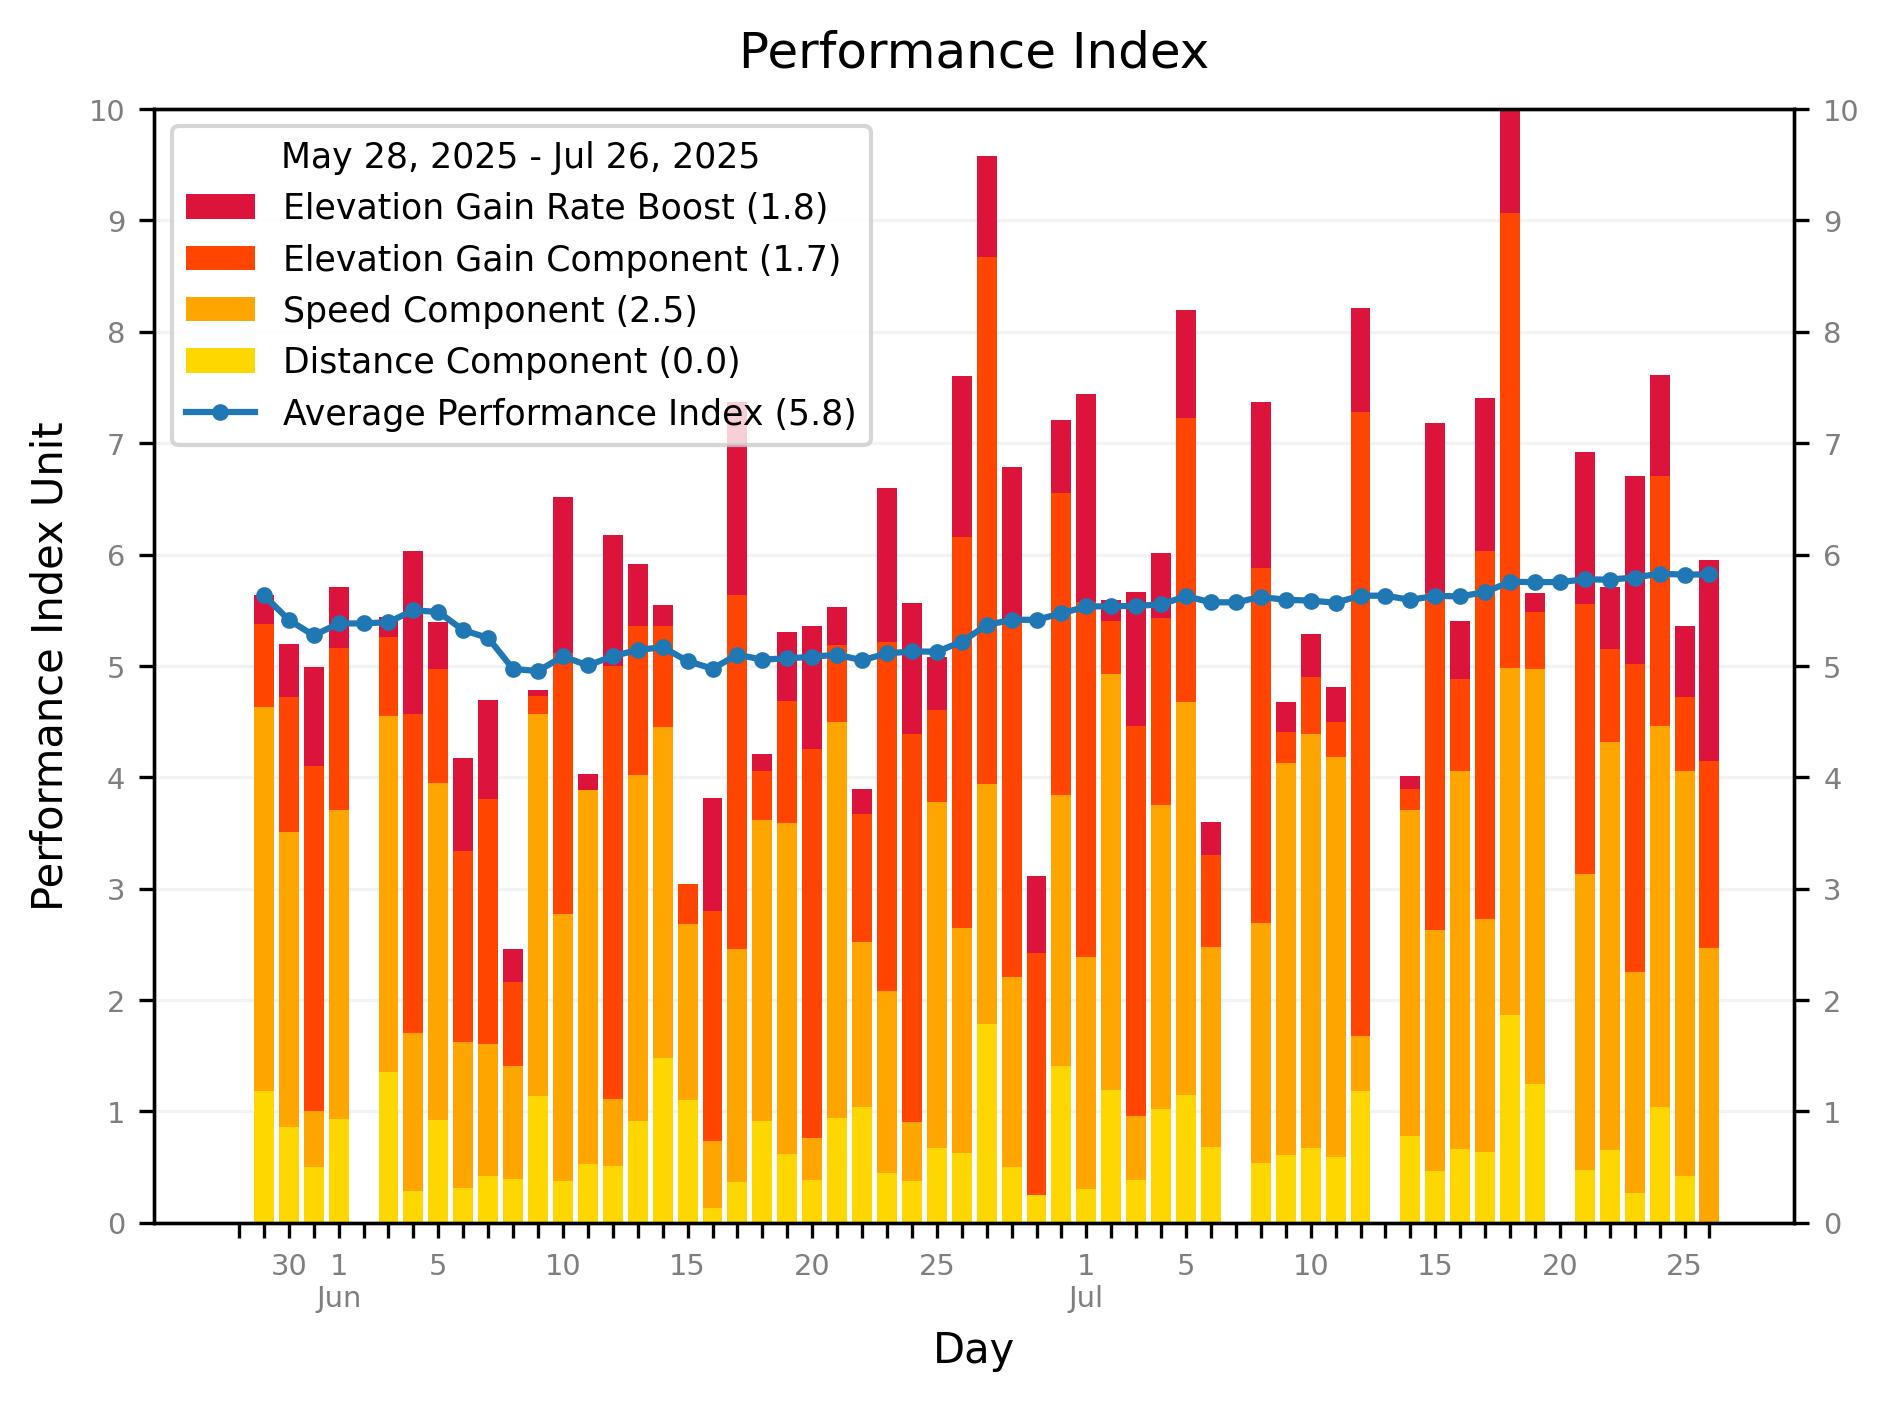 Performance Index
10
9
8
7
6
5
4
3
2
1
0
10
9
8
7
6
5
4
3
2
1
0
Performance Index Unit
May 28, 2025 - Jul 26, 2025
Elevation Gain Rate Boost (1.8)
Elevation Gain Component (1.7)
Speed Component (2.5)
Distance Component (0.0)
Average Performance Index (5.8)
30 1 5 10 15 20 25 1 5 10 15 20 25
Jun Jul
Day